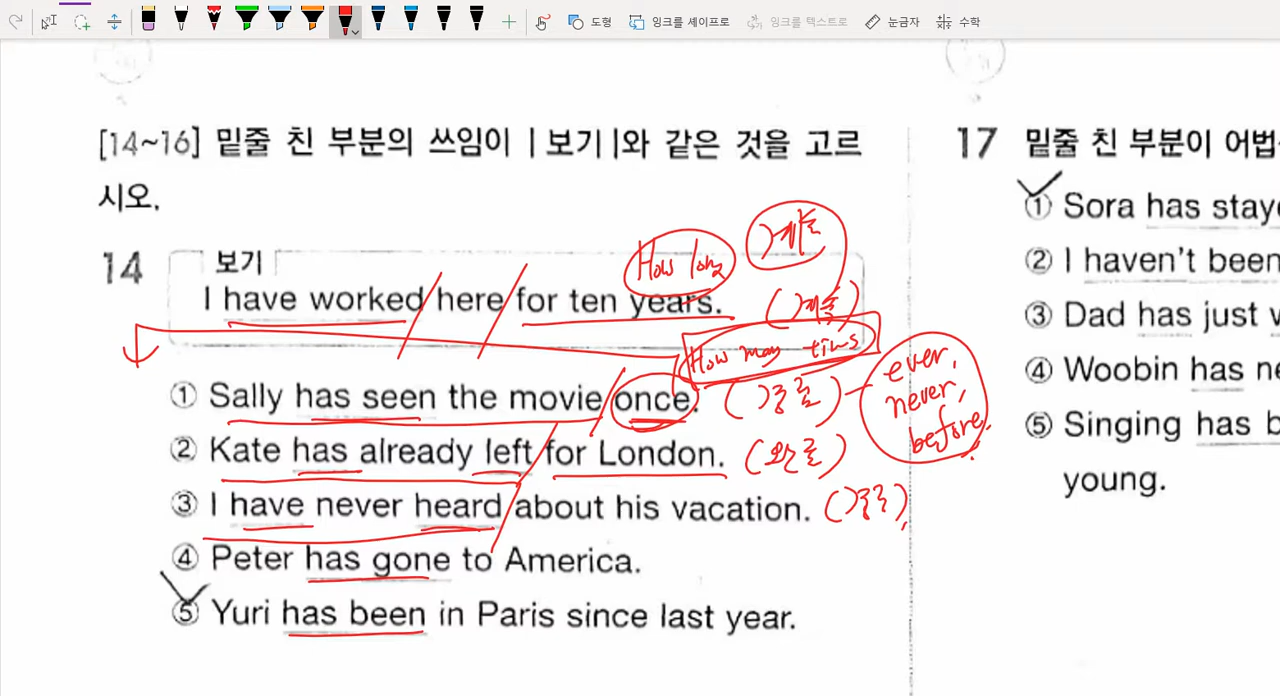 도형
잉크를 셰이프로
잉크를 텍스트로
눈금자
수학
[14~16] 밑줄 친 부분의 쓰임이 | 보기 |와 같은 것을 고르
시오.
14
보기
I have worked here for ten years.
How long
(계속)
How many times
① Sally has seen the movie once.
ever,
never,
before.
② Kate has already left for London. (완료)
③ I have never heard about his vacation.
④ Peter has gone to America.
⑤ Yuri has been in Paris since last year.
17 밑줄 친 부분이 어법
① Sora has staye
② I haven't been
③ Dad has just
④ Woobin has ne
⑤ Singing has b
young.